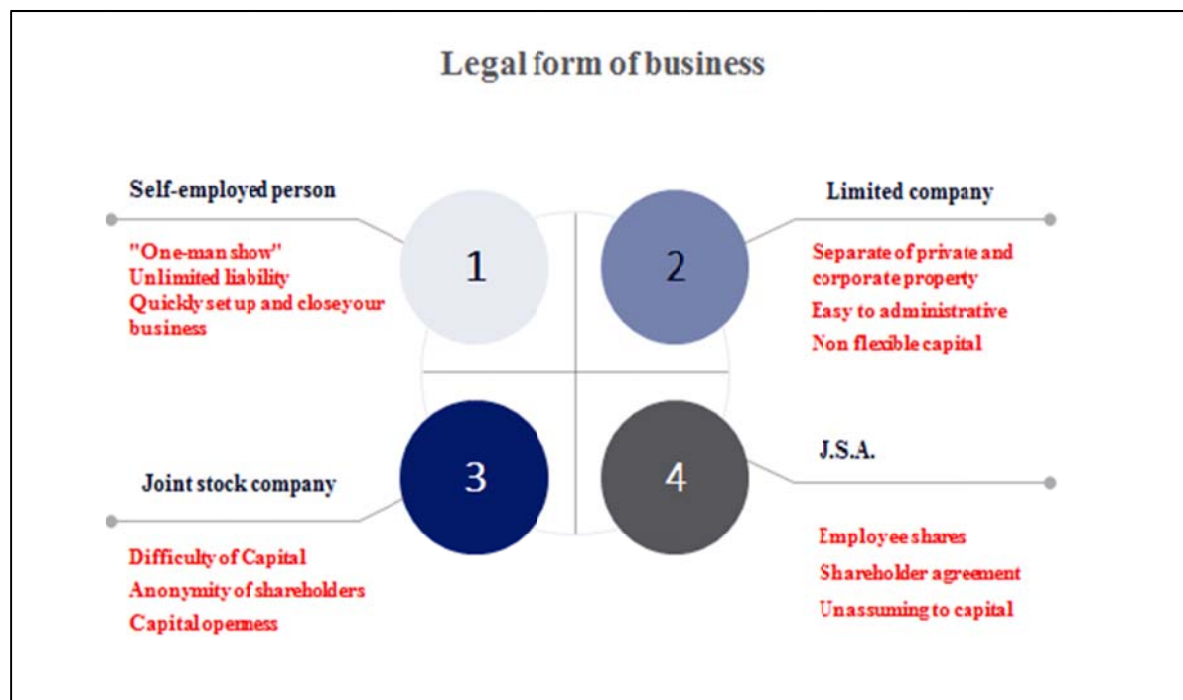 Legal form of business
Self-employed person
"One-man show"
Unlimited liability
Quickly set up and close your
business
1
2
Limited company
Separate of private and
corporate property
Easy to administrative
Non flexible capital
Joint stock company
Difficulty of Capital
Anonymity of shareholders
Capital openness
3
4
J.S.A.
Employee shares
Shareholder agreement
Unassuming to capital